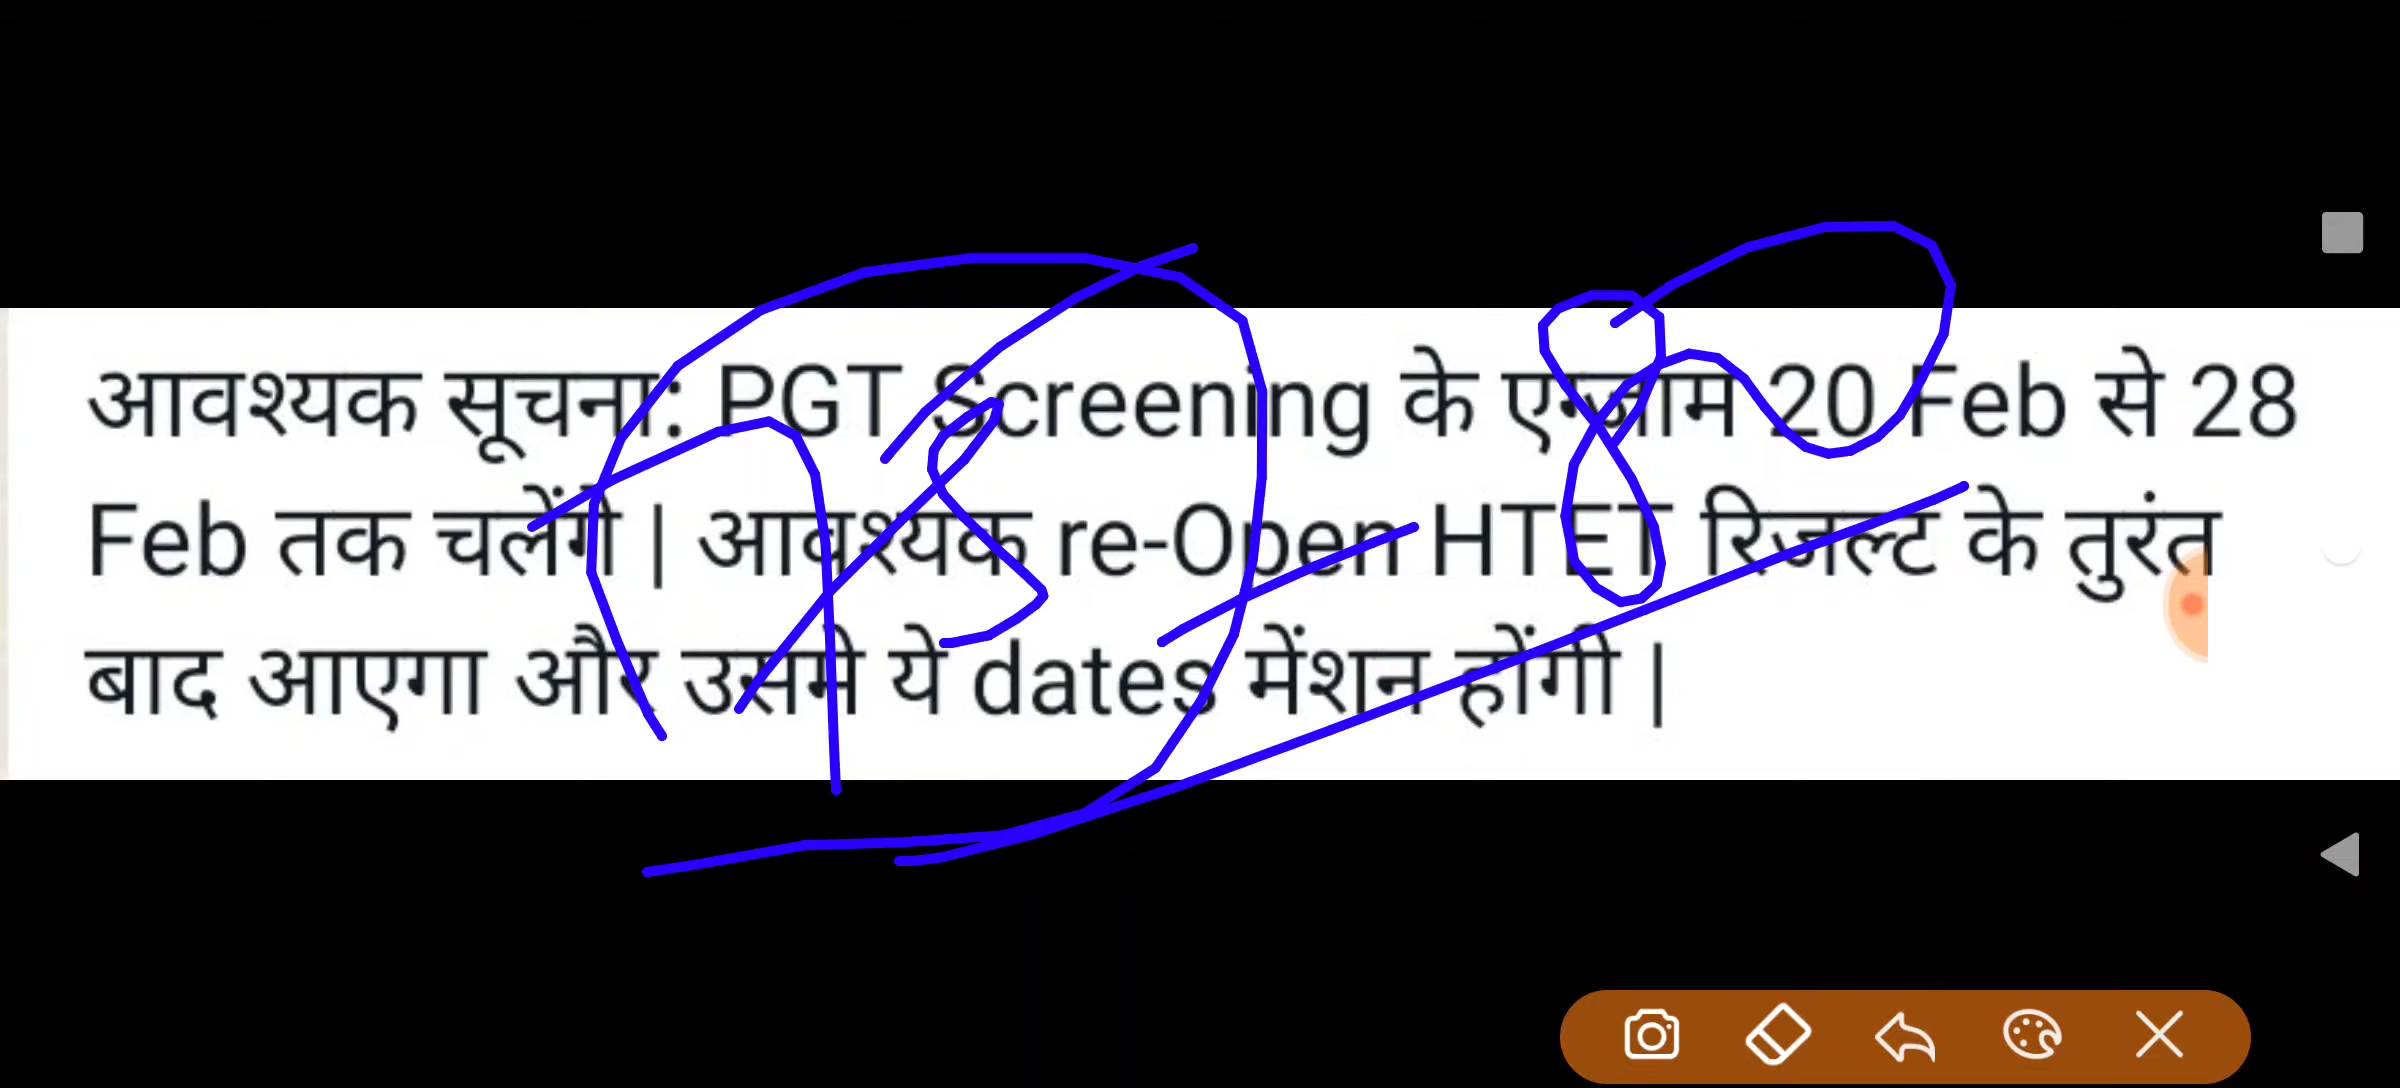 आवश्यक सूचना: PGT Screening के एग्जाम 20 Feb से 28
Feb तक चलेंगे | आवश्यक re-Open HTET रिजल्ट के तुरंत
बाद आएगा और उसमे ये dates मेंशन होंगी |